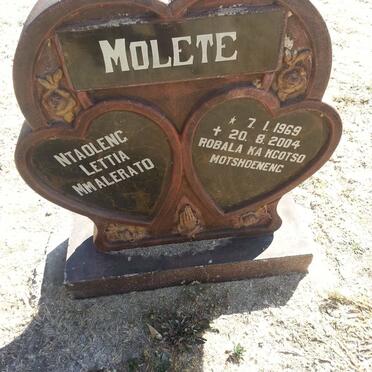 MOLETE
NTAOLENG
LETTIA
MMALERATO
* 7.1.1969
✝ 20.8.2004
ROBALA KA KGOTSO
MOTSHOENENG